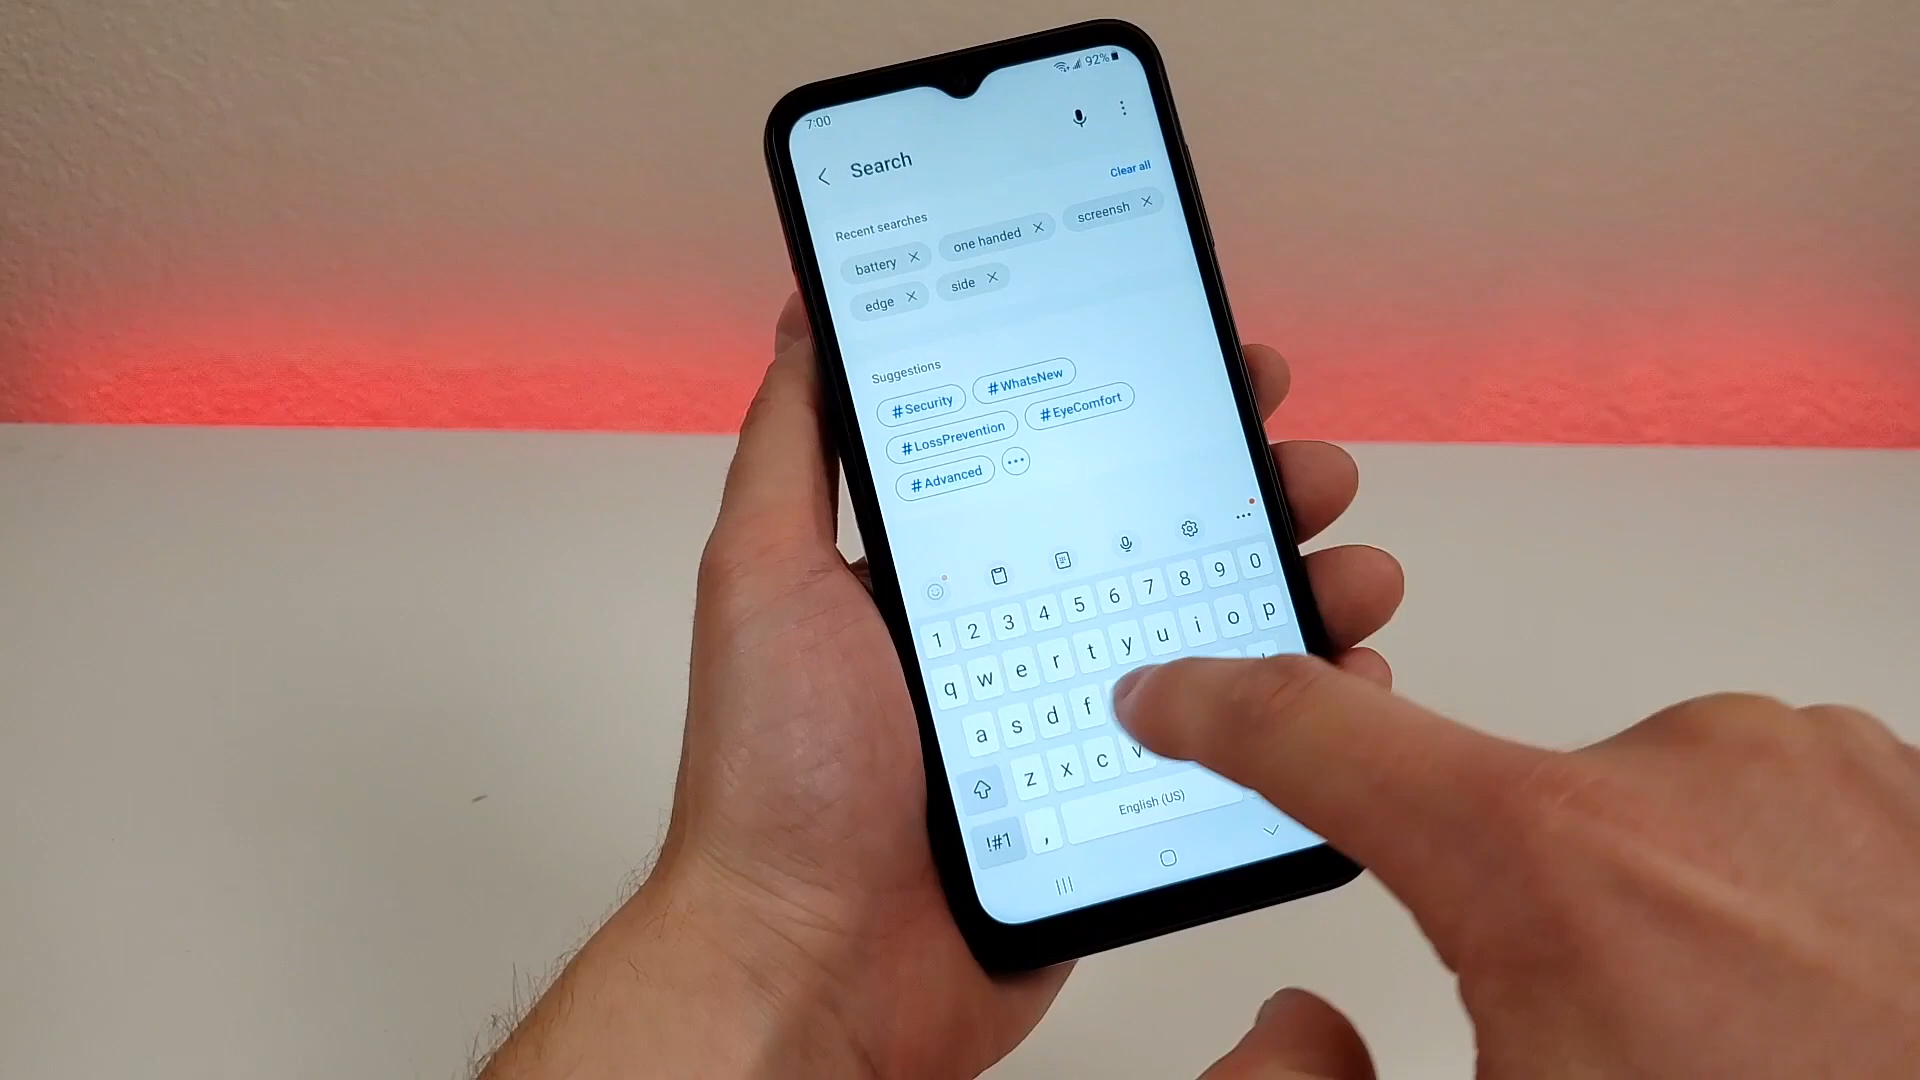 7:00 92%
Search
Clear all
Recent searches
battery one handed screensh
edge side
Suggestions
#Security #WhatsNew
#LossPrevention #EyeComfort
#Advanced
1 2 3 4 5 6 7 8 9 0
q w e r t y u i o p
a s d f
z x c v
!#1 , English (US)